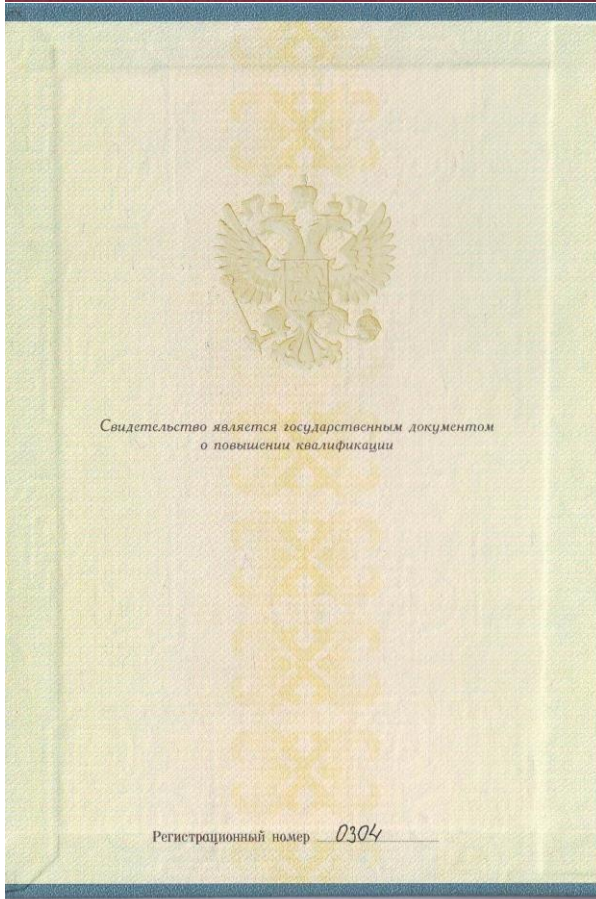 Свидетельство является государственным документом
о повышении квалификации
Регистрационный номер 0304